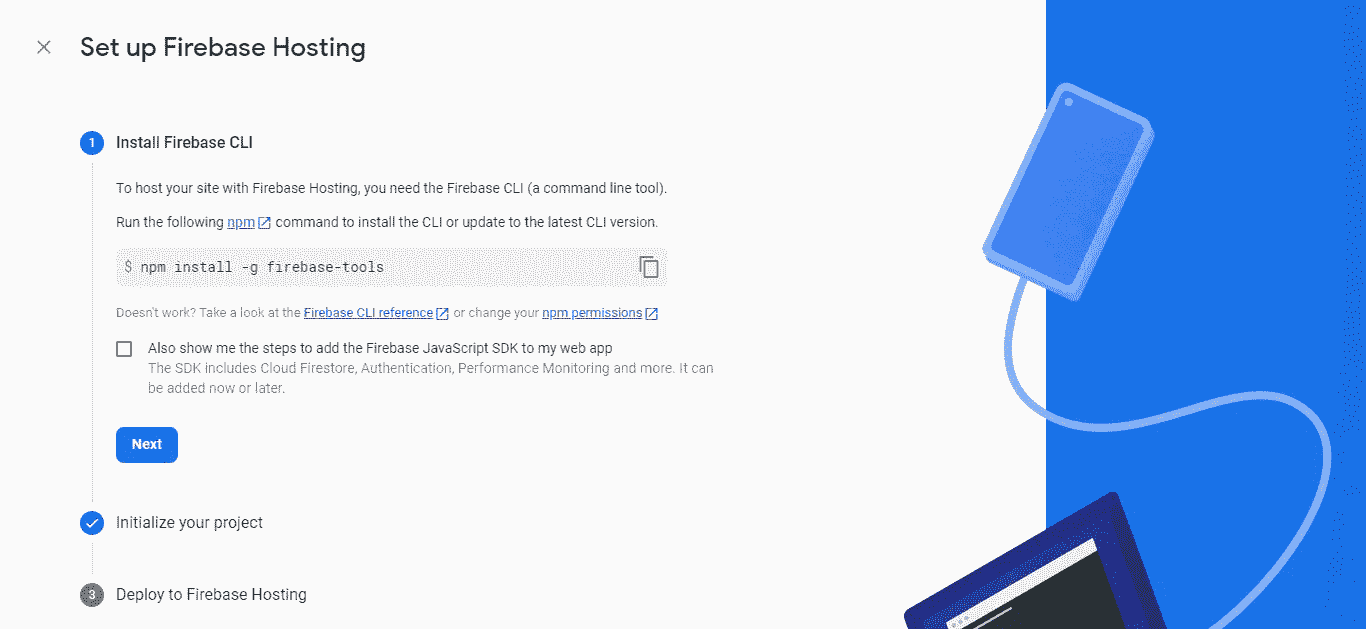 Set up Firebase Hosting
1
Install Firebase CLI
To host your site with Firebase Hosting, you need the Firebase CLI (a command line tool).
Run the following npm command to install the CLI or update to the latest CLI version.
$ npm install -g firebase-tools
Doesn't work? Take a look at the Firebase CLI reference or change your npm permissions
Also show me the steps to add the Firebase JavaScript SDK to my web app
The SDK includes Cloud Firestore, Authentication, Performance Monitoring and more. It can
be added now or later.
Next
Initialize your project
3
Deploy to Firebase Hosting